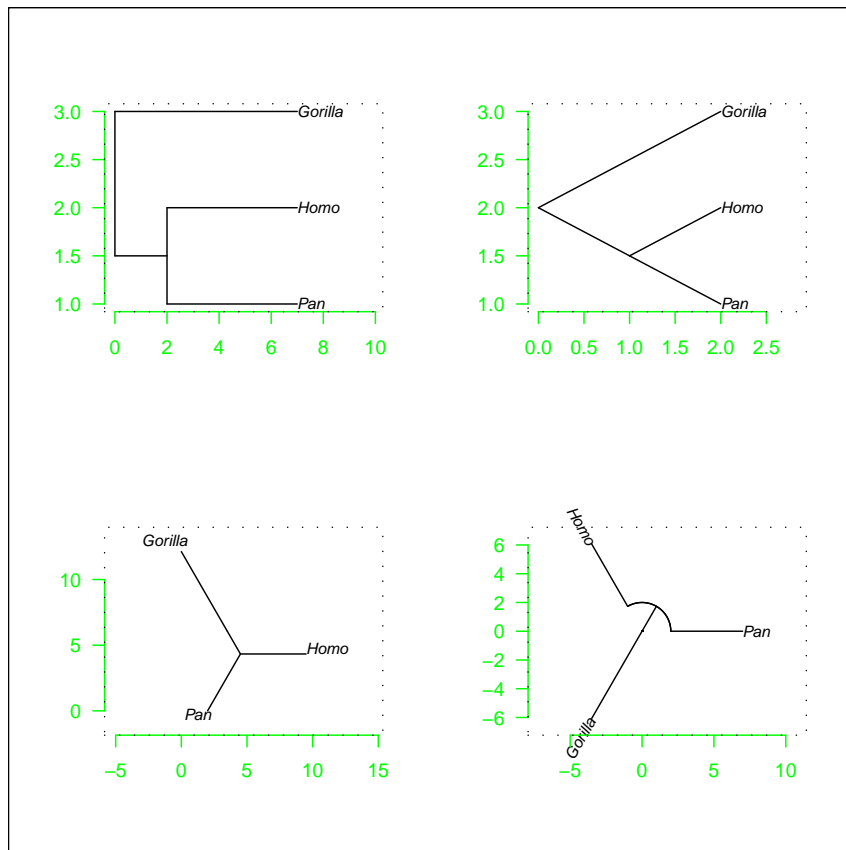 3.0 Gorilla
2.5
2.0 Homo
1.5
1.0 Pan
0 2 4 6 8 10
3.0 Gorilla
2.5
2.0 Homo
1.5
1.0 Pan
0.0 0.5 1.0 1.5 2.0 2.5
Gorilla
10
5 Homo
0 Pan
−5 0 5 10 15
Homo
6
4
2
0 Pan
−2
−4
−6
Gorilla
−5 0 5 10